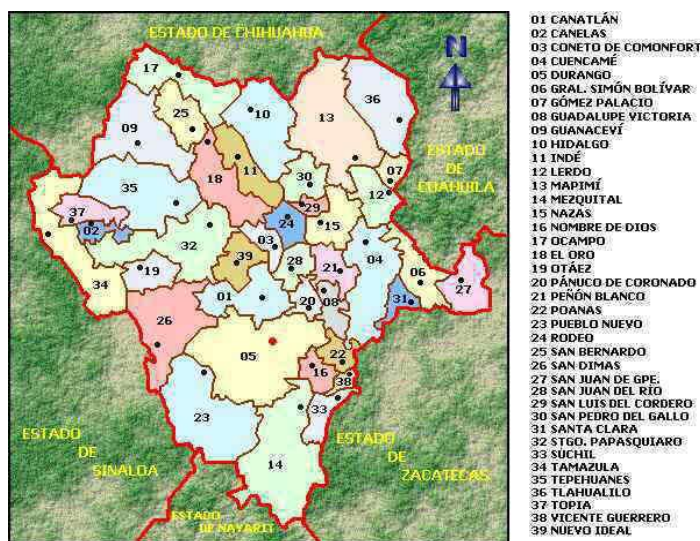 ESTADO DE CHIHUAHUA
N
17
36
25
10
13
09
ESTADO
DE
CUAHUILA
07
11
30
12
35
18
29
37
24
15
02
32
03
04
39
28
21
06
19
34
27
01
20
08
31
26
05
22
16
38
23
33
ESTADO
DE
SINALOA
14
ESTADO
DE
ZACATECAS
ESTADO
DE NAYARIT
01 CANATLÁN
02 CANELAS
03 CONETO DE COMONFORT
04 CUENCAMÉ
05 DURANGO
06 GRAL. SIMÓN BOLÍVAR
07 GÓMEZ PALACIO
08 GUADALUPE VICTORIA
09 GUANACEVÍ
10 HIDALGO
11 INDÉ
12 LERDO
13 MAPIMÍ
14 MEZQUITAL
15 NAZAS
16 NOMBRE DE DIOS
17 OCAMPO
18 EL ORO
19 OTÁEZ
20 PÁNUCO DE CORONADO
21 PEÑÓN BLANCO
22 POANAS
23 PUEBLO NUEVO
24 RODEO
25 SAN BERNARDO
26 SAN DIMAS
27 SAN JUAN DE GPE.
28 SAN JUAN DEL RÍO
29 SAN LUIS DEL CORDERO
30 SAN PEDRO DEL GALLO
31 SANTA CLARA
32 STGO. PAPASQUIARO
33 SÚCHIL
34 TAMAZULA
35 TEPEHUANES
36 TLAHUALILO
37 TOPIA
38 VICENTE GUERRERO
39 NUEVO IDEAL